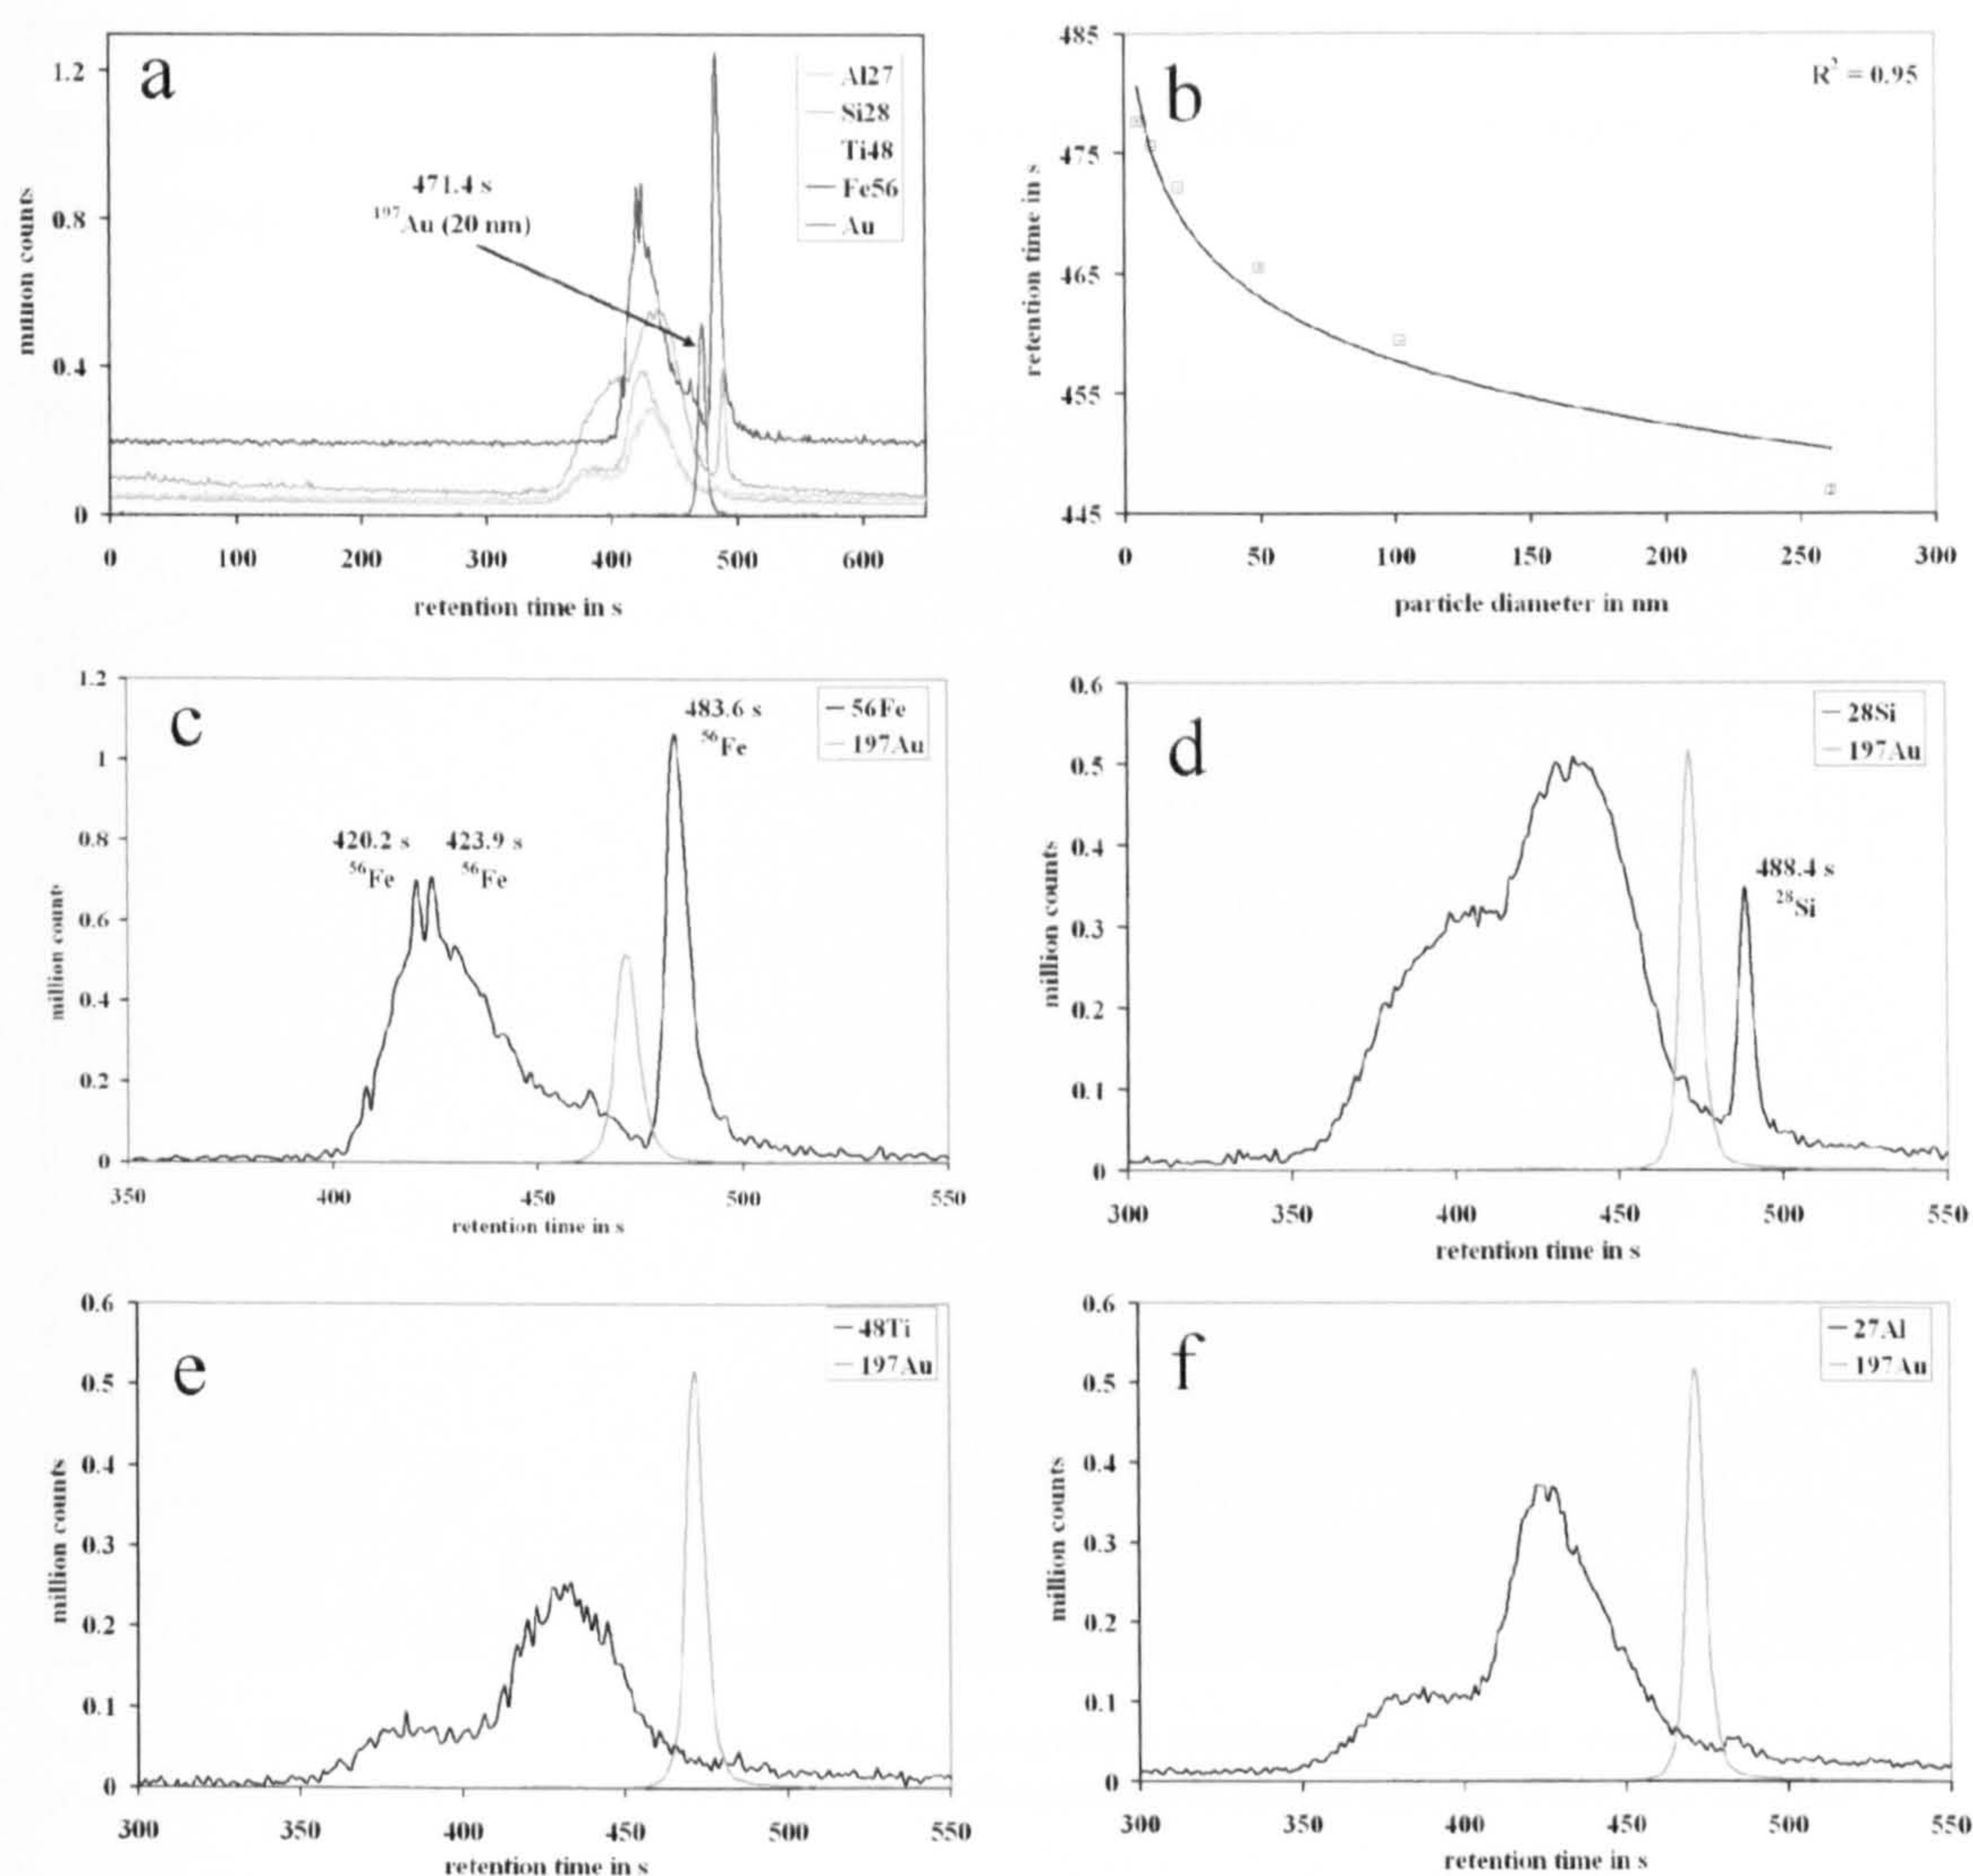 a
1.2
0.8
0.4
0
million counts
471.4 s
197Au (20 nm)
Al27
Si28
Ti48
Fe56
Au
0 100 200 300 400 500 600
retention time in s
b
R² = 0.95
485
475
465
455
445
retention time in s
0 50 100 150 200 250 300
particle diameter in nm
c
1.2
1
0.8
0.6
0.4
0.2
0
million counts
420.2 s
56Fe
423.9 s
56Fe
483.6 s
56Fe
56Fe
197Au
350 400 450 500 550
retention time in s
d
0.6
0.5
0.4
0.3
0.2
0.1
0
million counts
28Si
197Au
488.4 s
28Si
300 350 400 450 500 550
retention time in s
e
0.6
0.5
0.4
0.3
0.2
0.1
0
million counts
48Ti
197Au
300 350 400 450 500 550
retention time in s
f
0.6
0.5
0.4
0.3
0.2
0.1
0
million counts
27Al
197Au
300 350 400 450 500 550
retention time in s